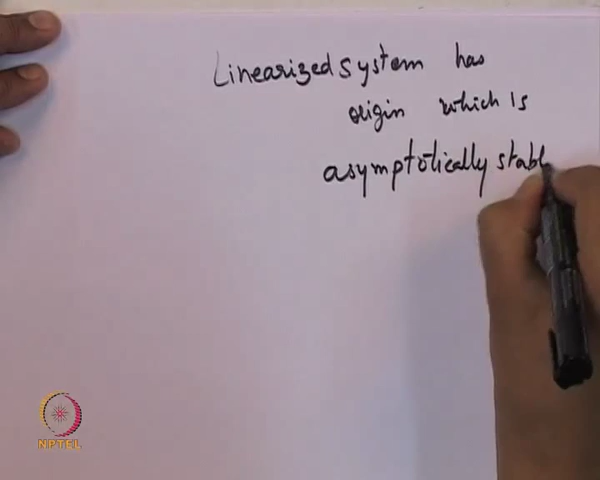 Linearized system has
origin which is
asymptotically stabl
NPTEL